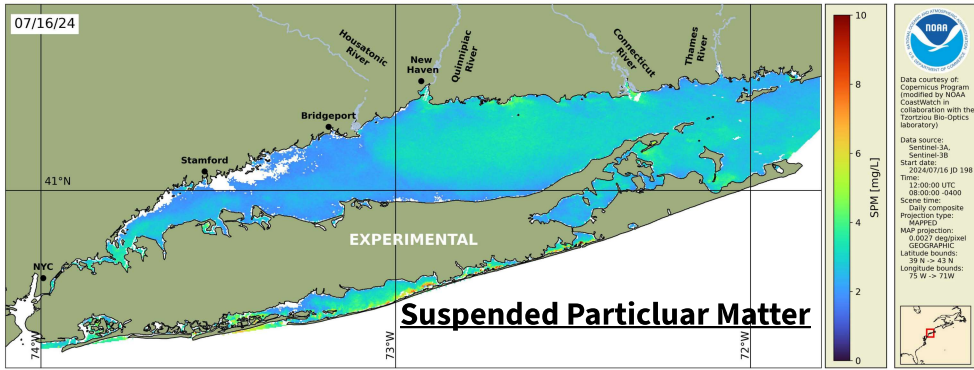 07/16/24
Housatonic
River
Quinnipiac
River
Connecticut
River
Thames
River
New
Haven
Bridgeport
Stamford
41°N
EXPERIMENTAL
NYC
Suspended Particluar Matter
74°W
73°W
72°W
10
8
6
4
2
0
SPM [mg/L]
NOAA
Data courtesy of:
Copernicus Program
(modified by NOAA
CoastWatch in
collaboration with the
Tzortziou Bio-Optics
laboratory)
Data source:
Sentinel-3A,
Sentinel-3B
Start date:
2024/07/16 JD 198
Time:
12:00:00 UTC
08:00:00 -0400
Scene time:
Daily composite
Projection type:
MAPPED
MAP projection:
0.0027 deg/pixel
GEOGRAPHIC
Latitude bounds:
39 N -> 43 N
Longitude bounds:
75 W -> 71W